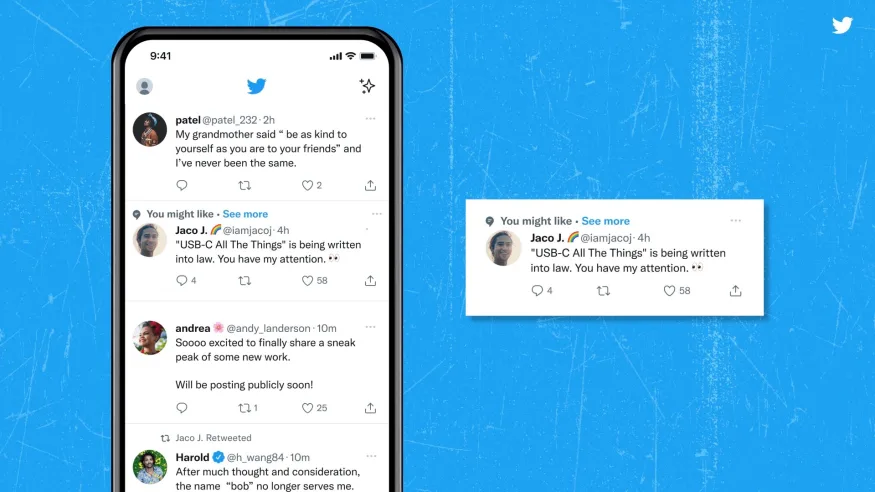 9:41
patel @patel_232 · 2h
My grandmother said “ be as kind to
yourself as you are to your friends” and
I’ve never been the same.
2
You might like • See more
Jaco J. 🌈 @iamjacoj · 4h
"USB-C All The Things" is being written
into law. You have my attention. 👀
4 58
andrea 🌸 @andy_landerson · 10m
Soooo excited to finally share a sneak
peak of some new work.
Will be posting publicly soon!
1 25
Jaco J. Retweeted
Harold @h_wang84 · 10m
After much thought and consideration,
the name “bob” no longer serves me.
You might like • See more
Jaco J. 🌈 @iamjacoj · 4h
"USB-C All The Things" is being written
into law. You have my attention. 👀
4 58